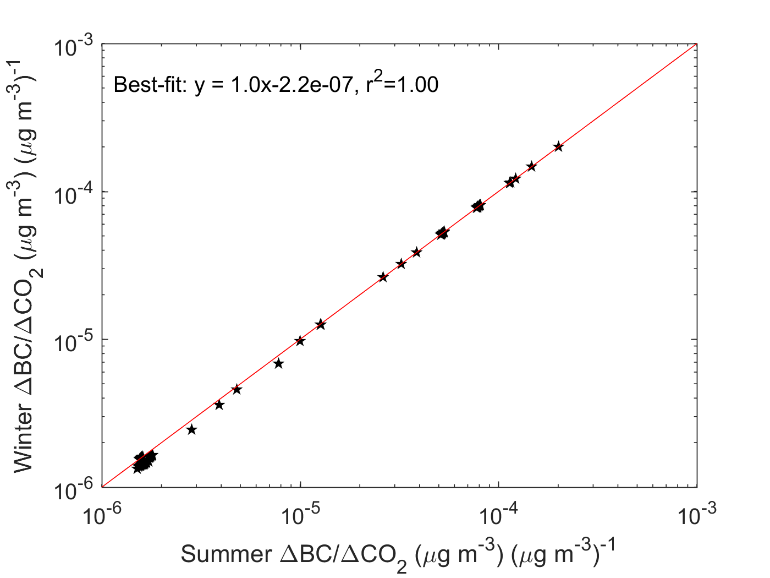 10^-3
Best-fit: y = 1.0x-2.2e-07, r^2=1.00
10^-4
10^-5
10^-6
Winter ΔBC/ΔCO_2 (μg m^-3) (μg m^-3)^-1
10^-6 10^-5 10^-4 10^-3
Summer ΔBC/ΔCO_2 (μg m^-3) (μg m^-3)^-1